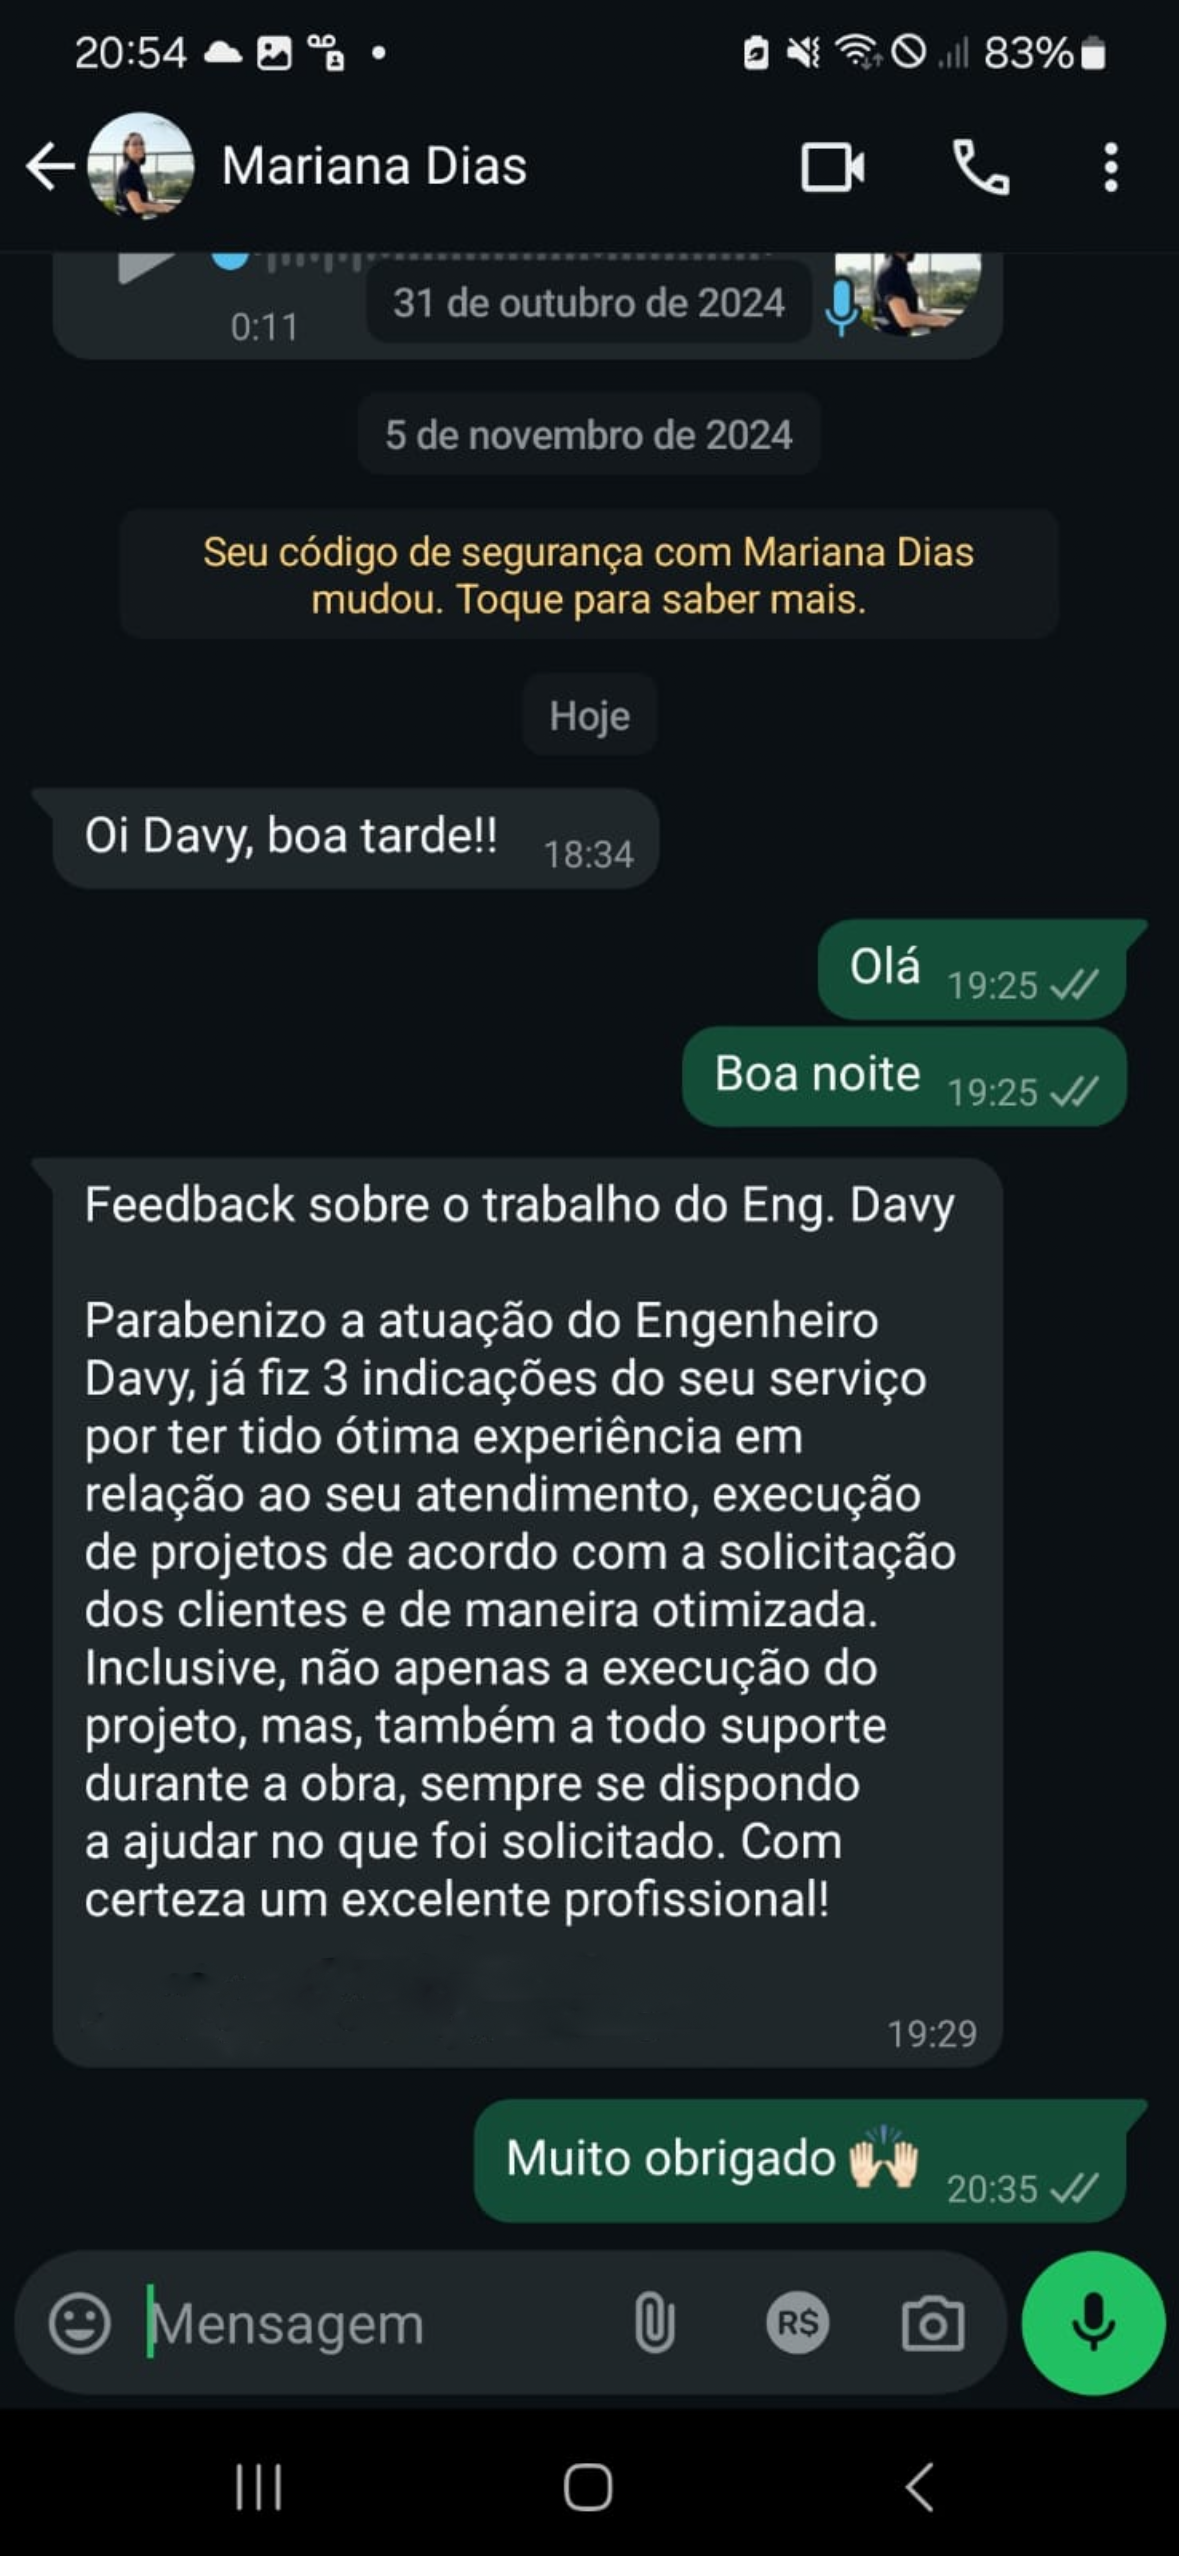 20:54
83%
Mariana Dias
0:11
31 de outubro de 2024
5 de novembro de 2024
Seu código de segurança com Mariana Dias
mudou. Toque para saber mais.
Hoje
Oi Davy, boa tarde!! 18:34
Olá 19:25
Boa noite 19:25
Feedback sobre o trabalho do Eng. Davy
Parabenizo a atuação do Engenheiro
Davy, já fiz 3 indicações do seu serviço
por ter tido ótima experiência em
relação ao seu atendimento, execução
de projetos de acordo com a solicitação
dos clientes e de maneira otimizada.
Inclusive, não apenas a execução do
projeto, mas, também a todo suporte
durante a obra, sempre se dispondo
a ajudar no que foi solicitado. Com
certeza um excelente profissional!
19:29
Muito obrigado 🙌🏻 20:35
Mensagem
R$